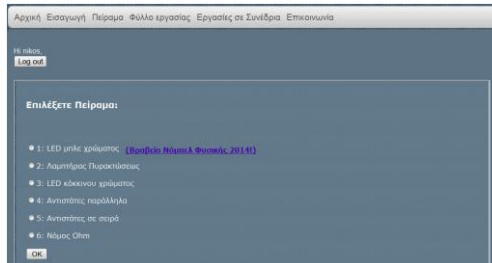 Αρχική Εισαγωγή Πείραμα Φύλλο εργασίας Εργασίες σε Συνέδρια Επικοινωνία
Hi nikos,
Log out
Επιλέξετε Πείραμα:
1: LED μπλε χρώματος (Βραβείο Νόμπελ Φυσικής 2014!)
2: Λαμπτήρας Πυρακτώσεως
3: LED κόκκινου χρώματος
4: Αντιστάτες παράλληλα
5: Αντιστάτες σε σειρά
6: Νόμος Ohm
OK